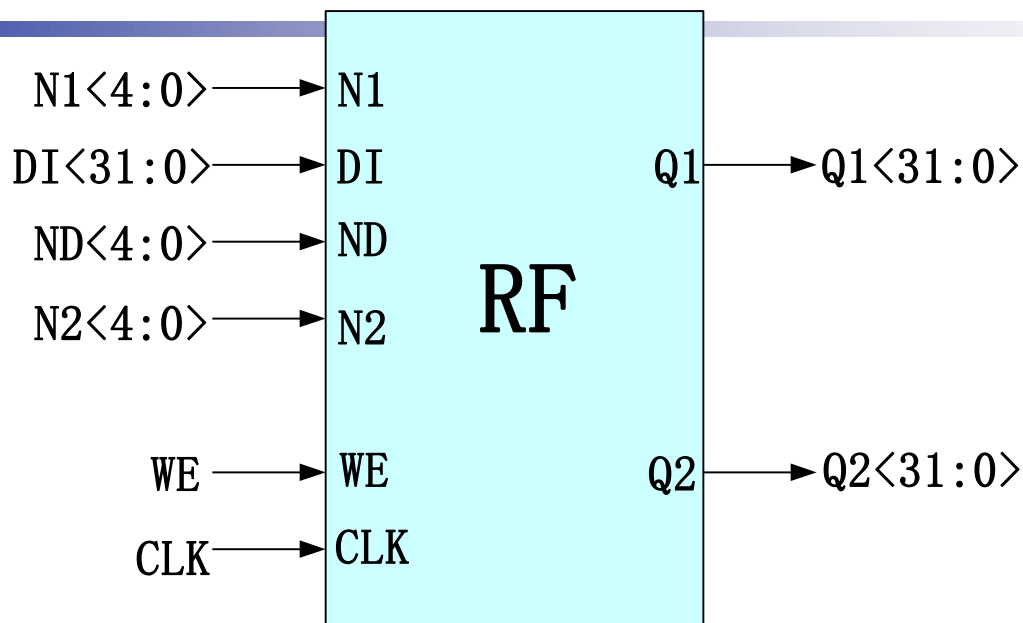 N1<4:0> N1
DI<31:0> DI Q1 Q1<31:0>
ND<4:0> ND
RF
N2<4:0> N2
WE WE Q2 Q2<31:0>
CLK CLK